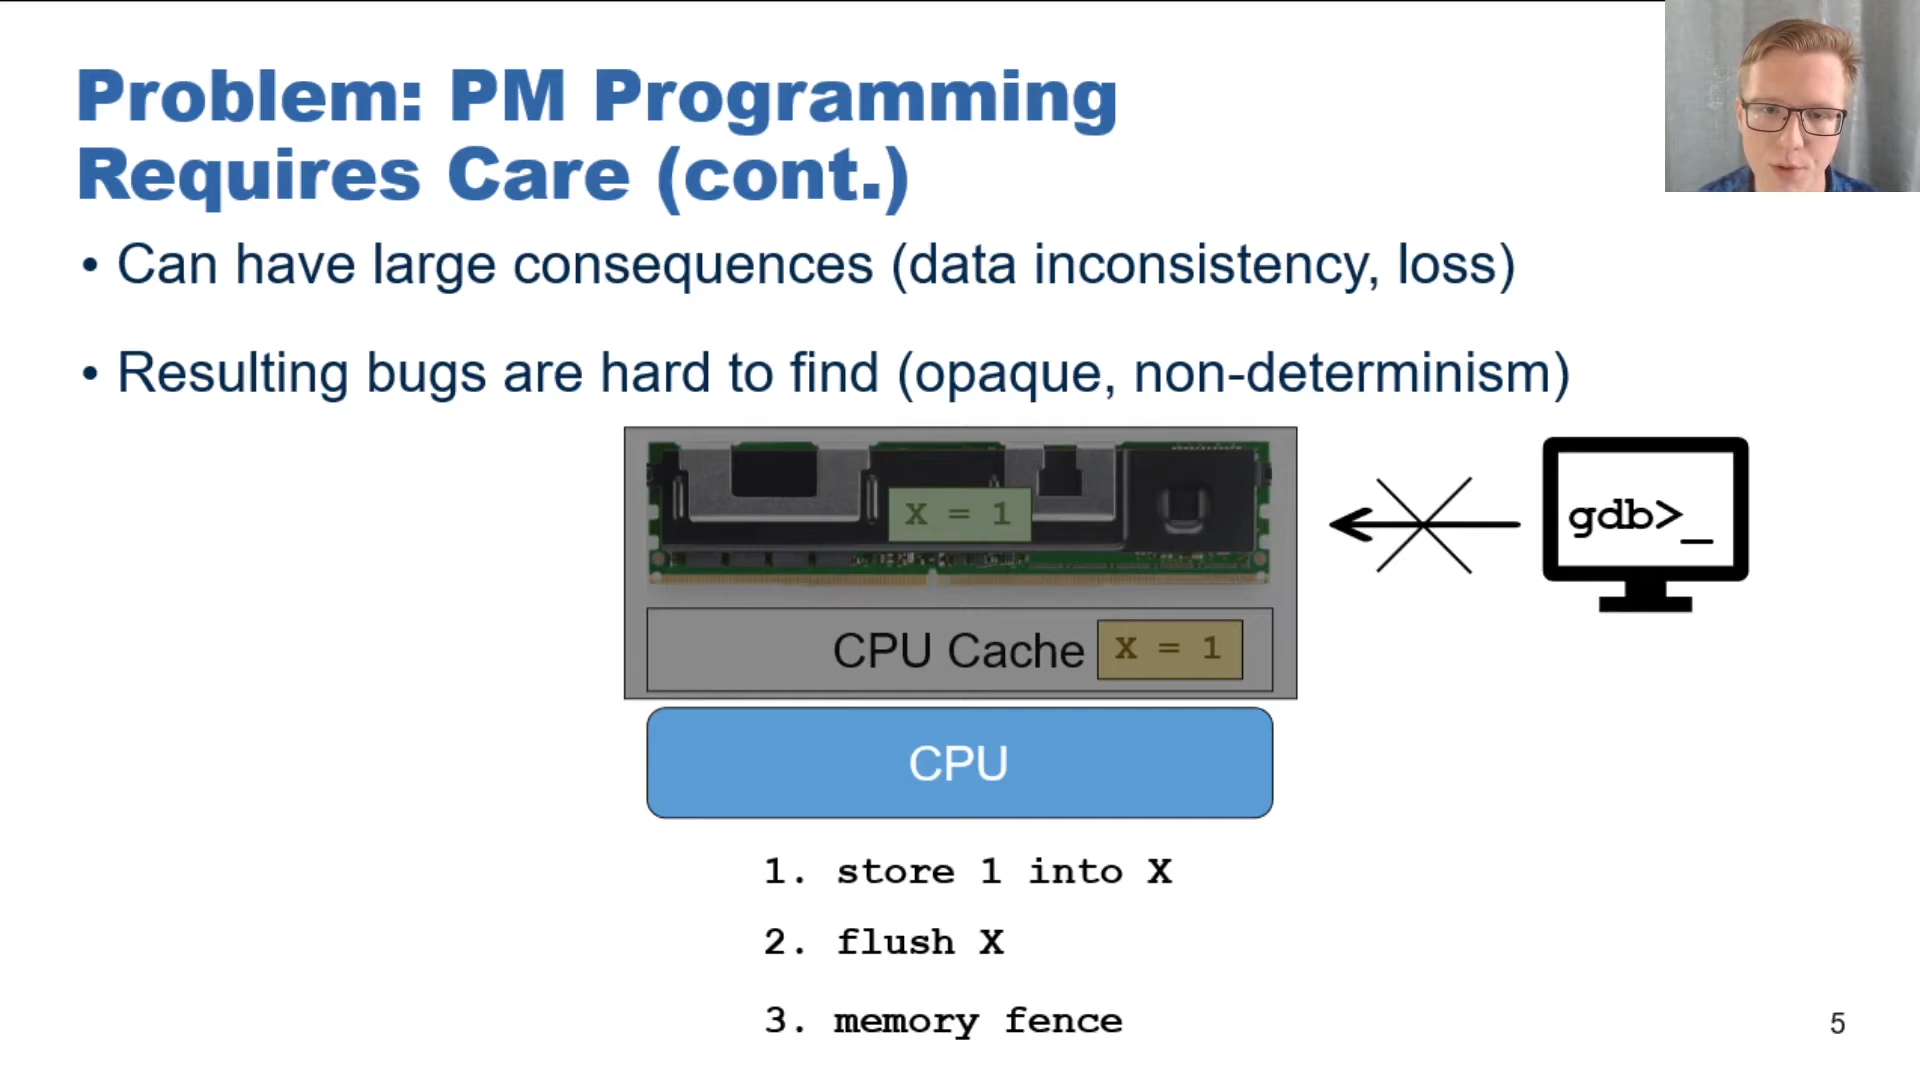 Problem: PM Programming
Requires Care (cont.)
• Can have large consequences (data inconsistency, loss)
• Resulting bugs are hard to find (opaque, non-determinism)
X = 1
gdb>_
CPU Cache
X = 1
CPU
1. store 1 into X
2. flush X
3. memory fence
5